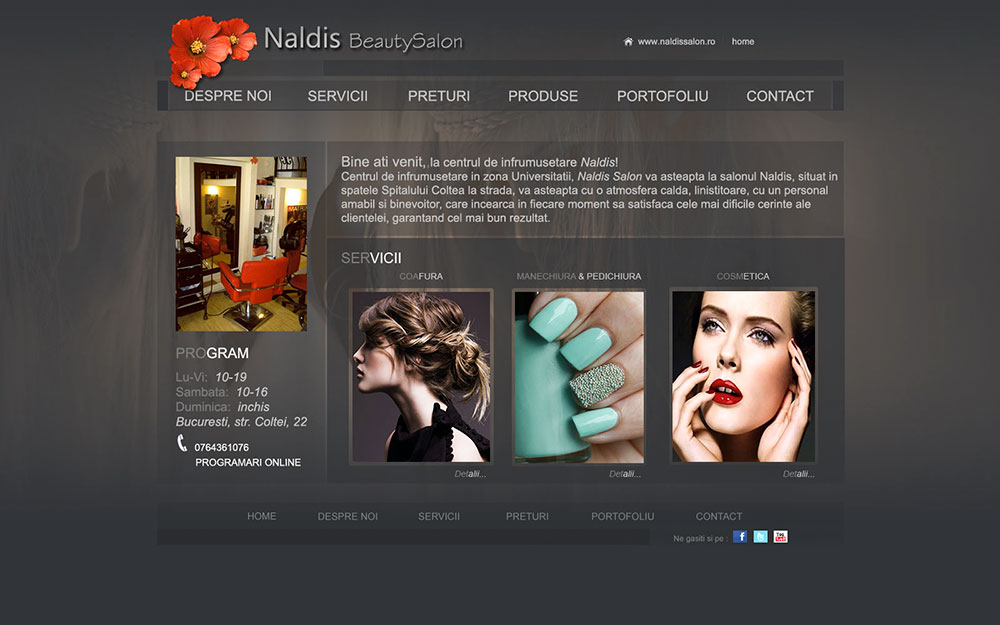 Naldis BeautySalon
www.naldissalon.ro home
DESPRE NOI SERVICII PRETURI PRODUSE PORTOFOLIU CONTACT
Bine ati venit, la centrul de infrumusetare Naldis!
Centrul de infrumusetare in zona Universitatii, Naldis Salon va asteapta la salonul Naldis, situat in
spatele Spitalului Coltea la strada, va asteapta cu o atmosfera calda, linistitoare, cu un personal
amabil si binevoitor, care incearca in fiecare moment sa satisfaca cele mai dificile cerinte ale
clientelei, garantand cel mai bun rezultat.
SERVICII
COAFURA MANECHIURA & PEDICHIURA COSMETICA
Detalii... Detalii... Detalii...
PROGRAM
Lu-Vi: 10-19
Sambata: 10-16
Duminica: inchis
Bucuresti, str. Coltei, 22
0764361076
PROGRAMARI ONLINE
HOME DESPRE NOI SERVICII PRETURI PORTOFOLIU CONTACT
Ne gasiti si pe :